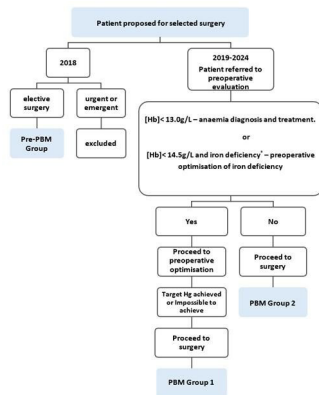 Patient proposed for selected surgery
2018
2019-2024
Patient referred to
preoperative
evaluation
elective
surgery
urgent or
emergent
Pre-PBM
Group
excluded
[Hb]< 13.0g/L – anaemia diagnosis and treatment.
or
[Hb]< 14.5g/L and iron deficiency* – preoperative
optimisation of iron deficiency
Yes
No
Proceed to
preoperative
optimisation
Proceed to
surgery
Target Hg achieved
or Impossible to
achieve
PBM Group 2
Proceed to
surgery
PBM Group 1